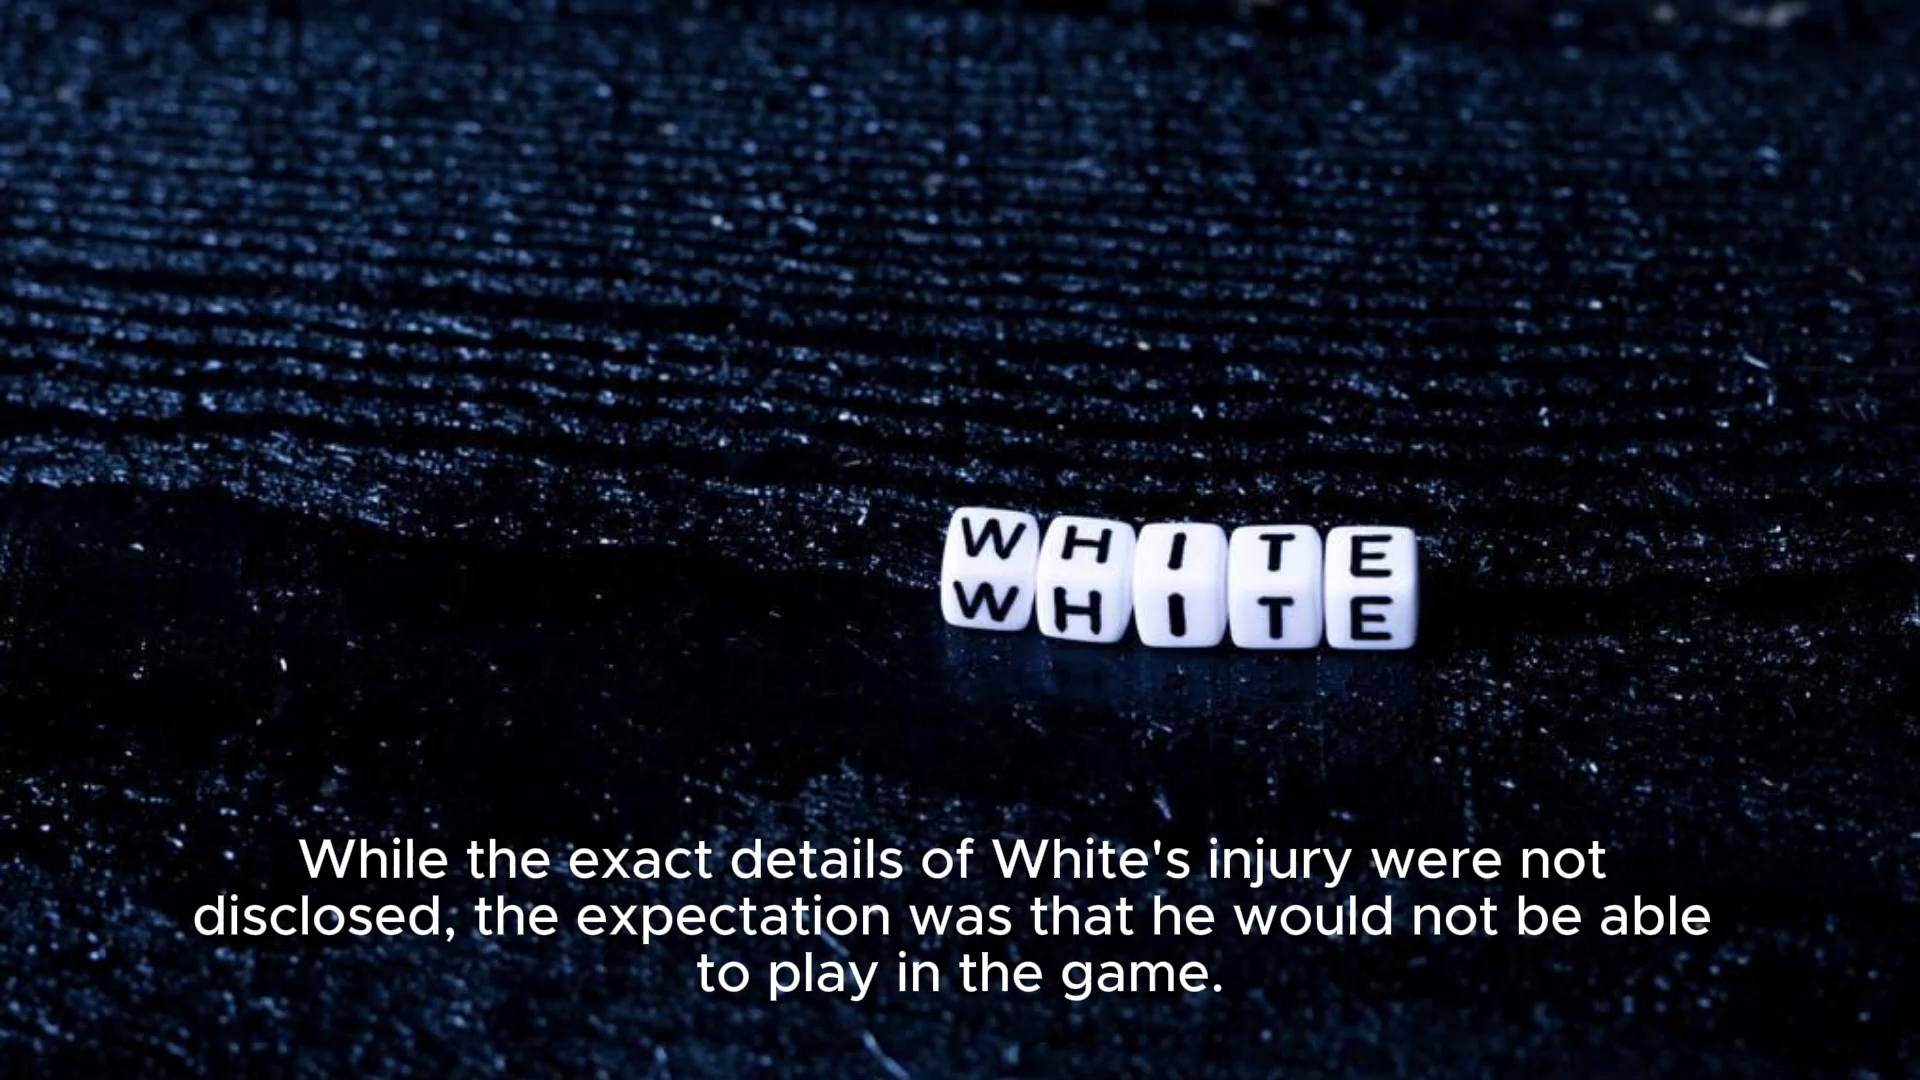 WHITE
WHITE
While the exact details of White's injury were not
disclosed, the expectation was that he would not be able
to play in the game.